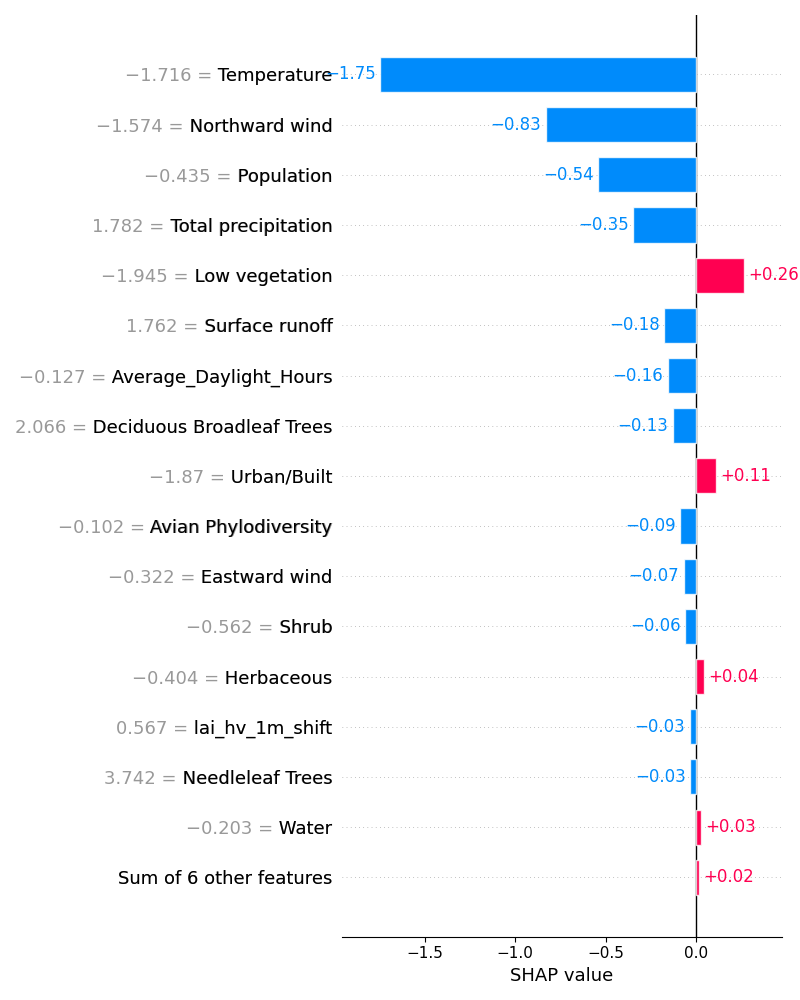 −1.716 = Temperature −1.75
−1.574 = Northward wind −0.83
−0.435 = Population −0.54
1.782 = Total precipitation −0.35
−1.945 = Low vegetation +0.26
1.762 = Surface runoff −0.18
−0.127 = Average_Daylight_Hours −0.16
2.066 = Deciduous Broadleaf Trees −0.13
−1.87 = Urban/Built +0.11
−0.102 = Avian Phylodiversity −0.09
−0.322 = Eastward wind −0.07
−0.562 = Shrub −0.06
−0.404 = Herbaceous +0.04
0.567 = lai_hv_1m_shift −0.03
3.742 = Needleleaf Trees −0.03
−0.203 = Water +0.03
Sum of 6 other features +0.02
−1.5 −1.0 −0.5 0.0
SHAP value